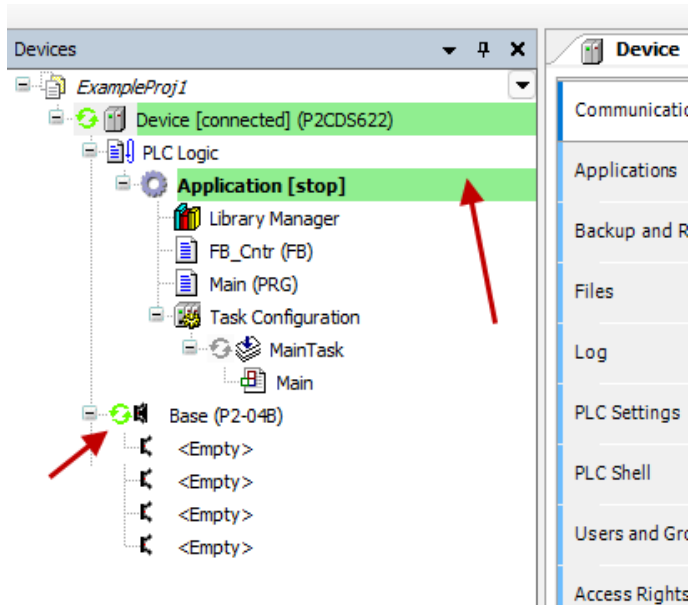 Devices
ExampleProj1
Device [connected] (P2CDS622)
PLC Logic
Application [stop]
Library Manager
FB_Cntr (FB)
Main (PRG)
Task Configuration
MainTask
Main
Base (P2-04B)
<Empty>
<Empty>
<Empty>
<Empty>
Device
Communicatio
Applications
Backup and R
Files
Log
PLC Settings
PLC Shell
Users and Gro
Access Rights